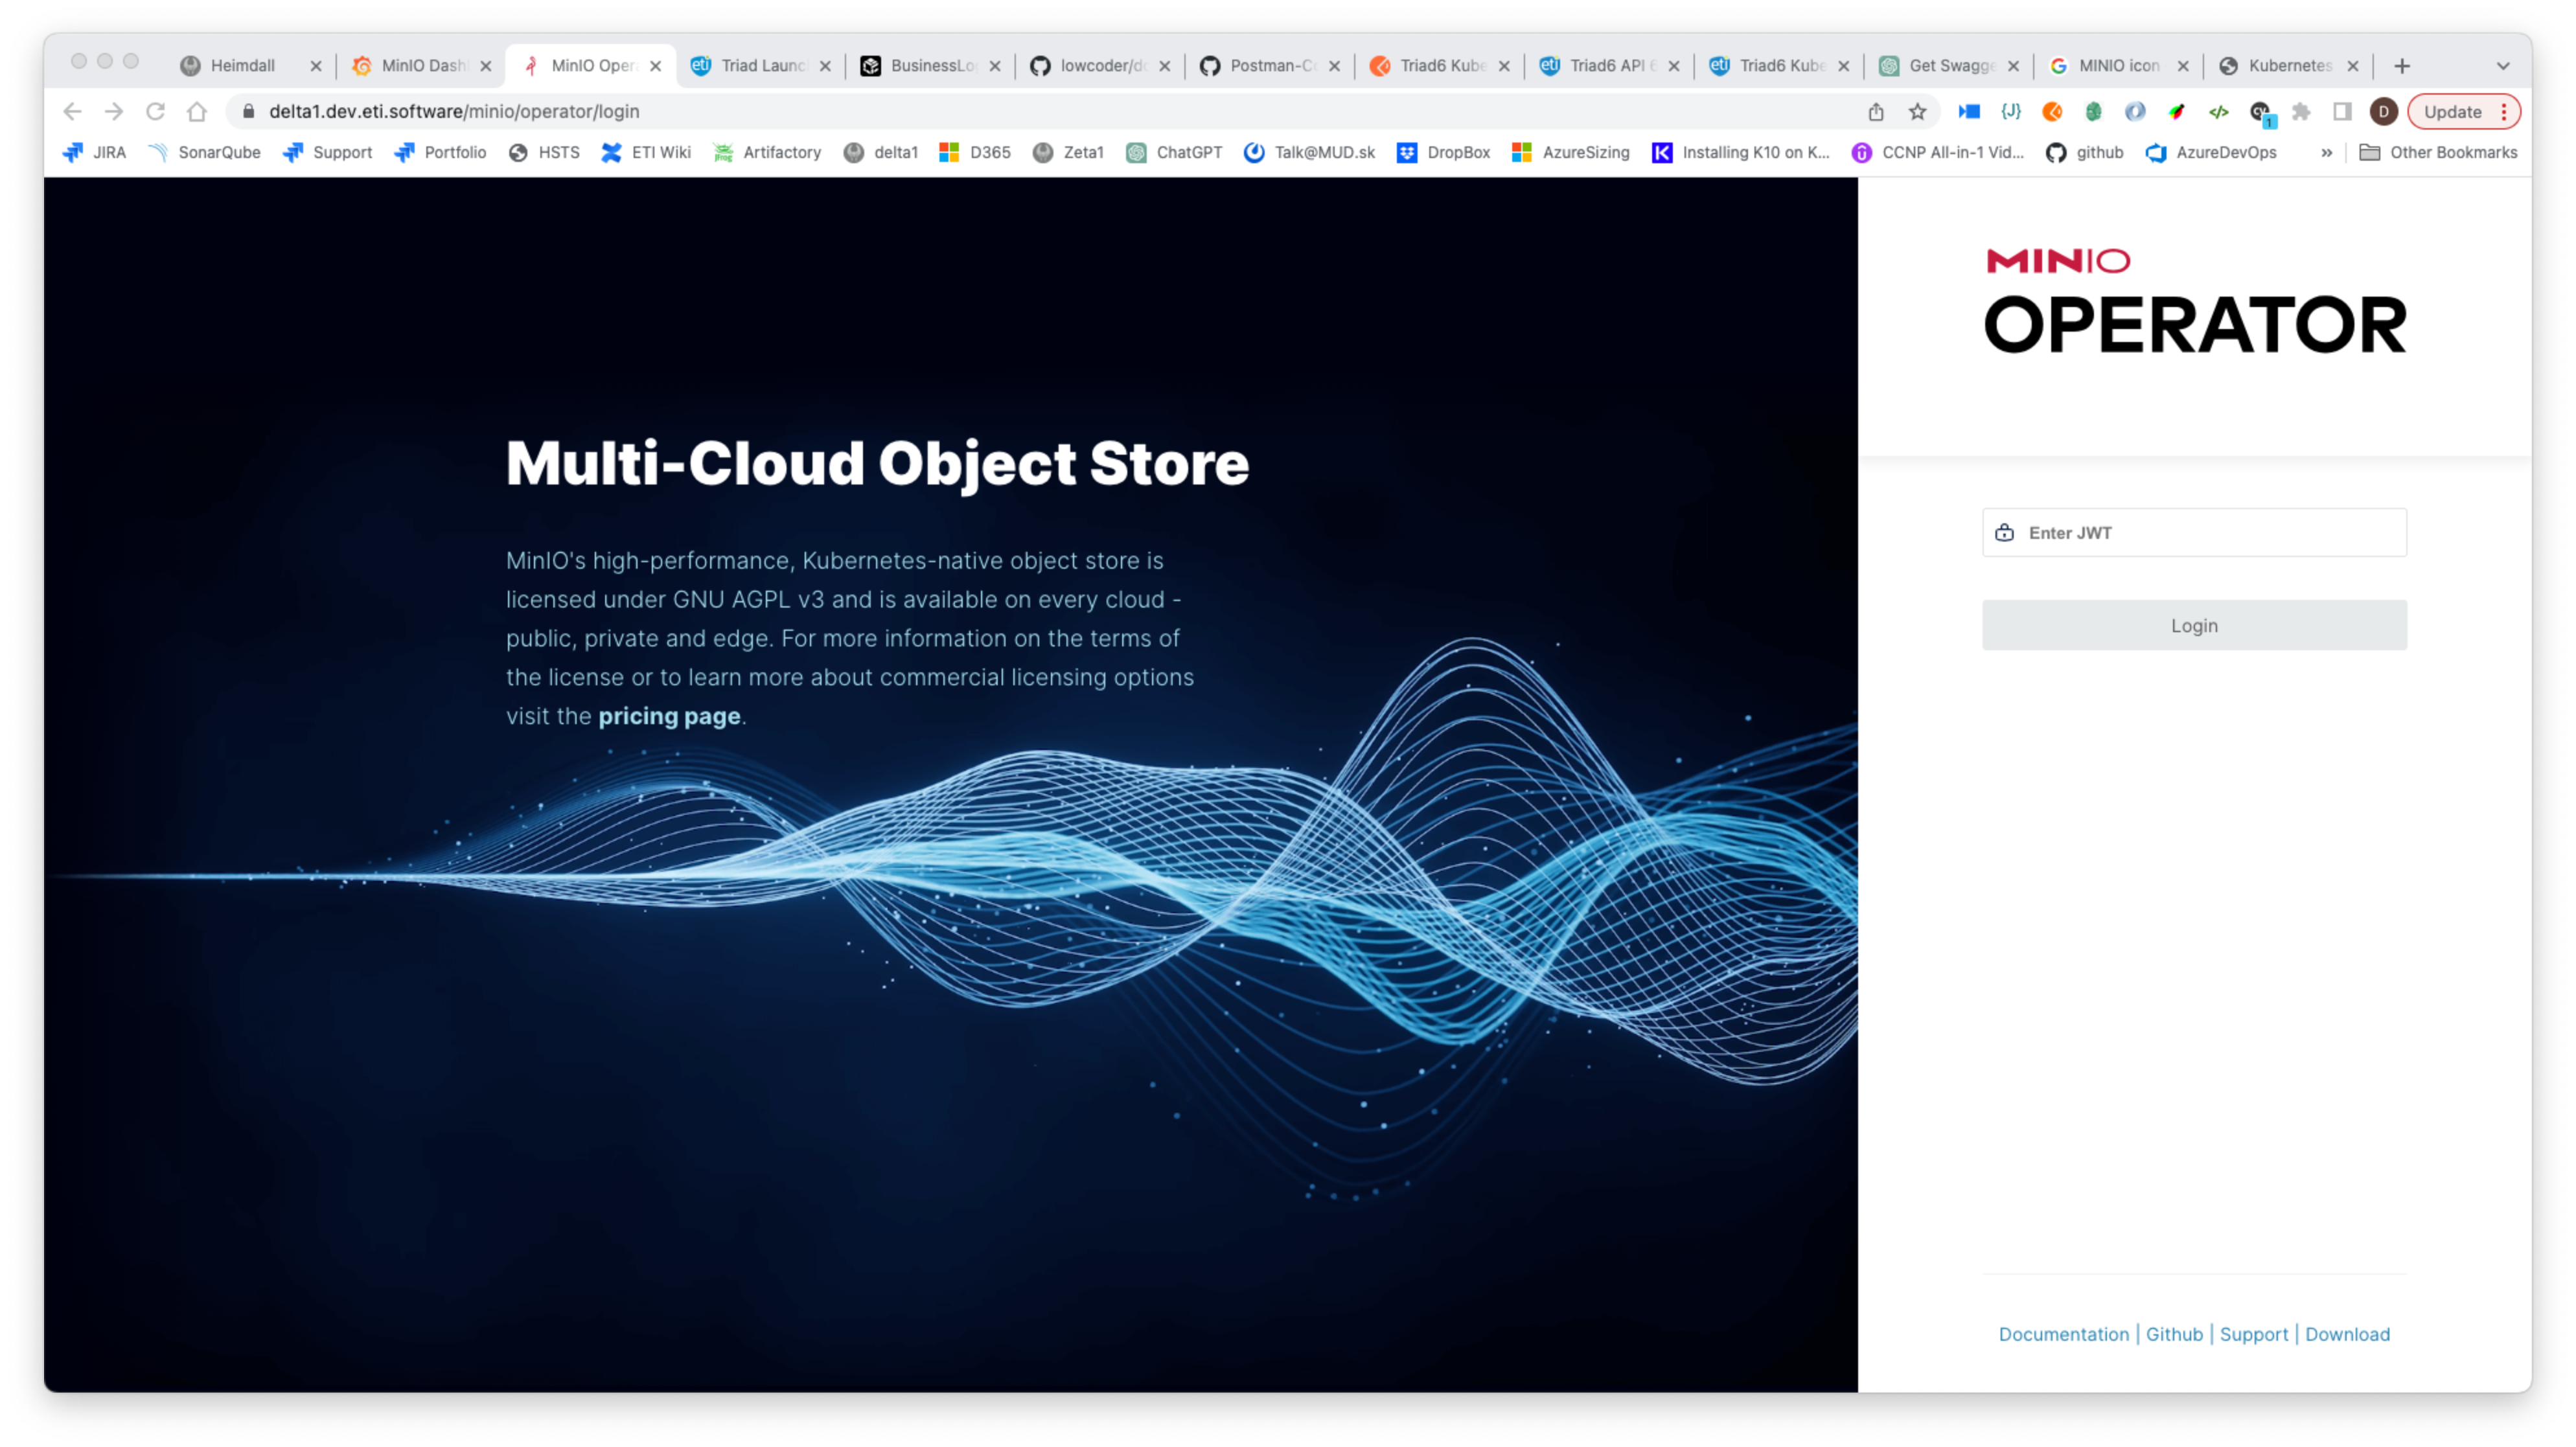 Heimdall
MinIO Dash
MinIO Oper
Triad Launc
BusinessLo
lowcoder/d
Postman-C
Triad6 Kube
Triad6 API 6
Triad6 Kube
Get Swagge
MINIO icon
Kubernetes
delta1.dev.eti.software/minio/operator/login
{J}
</>
1
D
Update
JIRA
SonarQube
Support
Portfolio
HSTS
ETI Wiki
Artifactory
delta1
D365
Zeta1
ChatGPT
Talk@MUD.sk
DropBox
AzureSizing
Installing K10 on K...
CCNP All-in-1 Vid...
github
AzureDevOps
»
Other Bookmarks
Multi-Cloud Object Store
MinIO's high-performance, Kubernetes-native object store is
licensed under GNU AGPL v3 and is available on every cloud -
public, private and edge. For more information on the terms of
the license or to learn more about commercial licensing options
visit the pricing page.
MINIO
OPERATOR
Enter JWT
Login
Documentation | Github | Support | Download